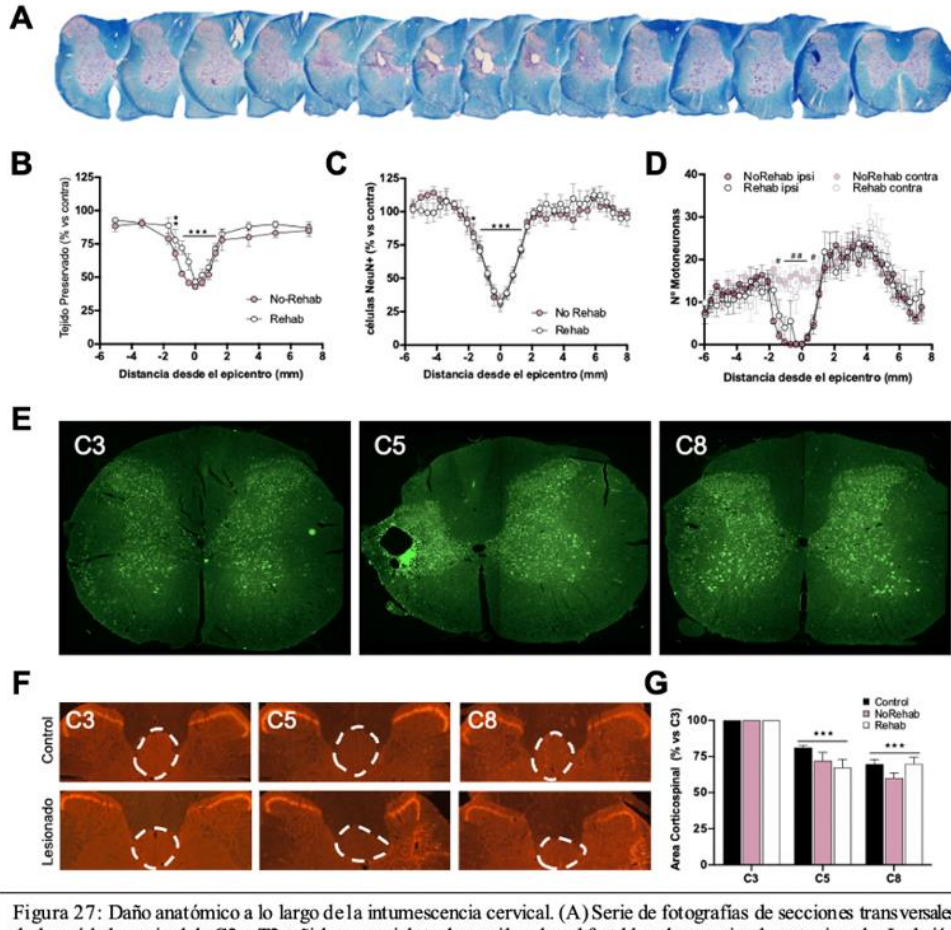 A
B
125
100
75
50
25
0
Tejido Preservado (% vs contra)
**
***
No-Rehab
Rehab
-6 -4 -2 0 2 4 6 8
Distancia desde el epicentro (mm)
C
125
100
75
50
25
0
células NeuN+ (% vs contra)
*
***
No Rehab
Rehab
-6 -4 -2 0 2 4 6 8
Distancia desde el epicentro (mm)
D
NoRehab ipsi
Rehab ipsi
NoRehab contra
Rehab contra
40
30
20
10
0
Nº Motoneuronas
# ## #
-6 -4 -2 0 2 4 6 8
Distancia desde el epicentro (mm)
E
C3
C5
C8
F
Control
C3
C5
C8
Lesionado
G
Control
NoRehab
Rehab
100
75
50
25
0
Area Corticospinal (% vs C3)
***
***
C3 C5 C8
Figura 27: Daño anatómico a lo largo de la intumescencia cervical. (A) Serie de fotografías de secciones transversales